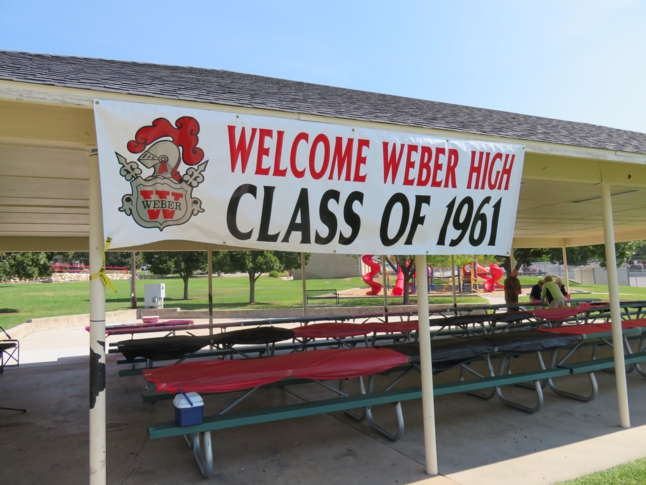 WELCOME WEBER HIGH
CLASS OF 1961
WEBER
W